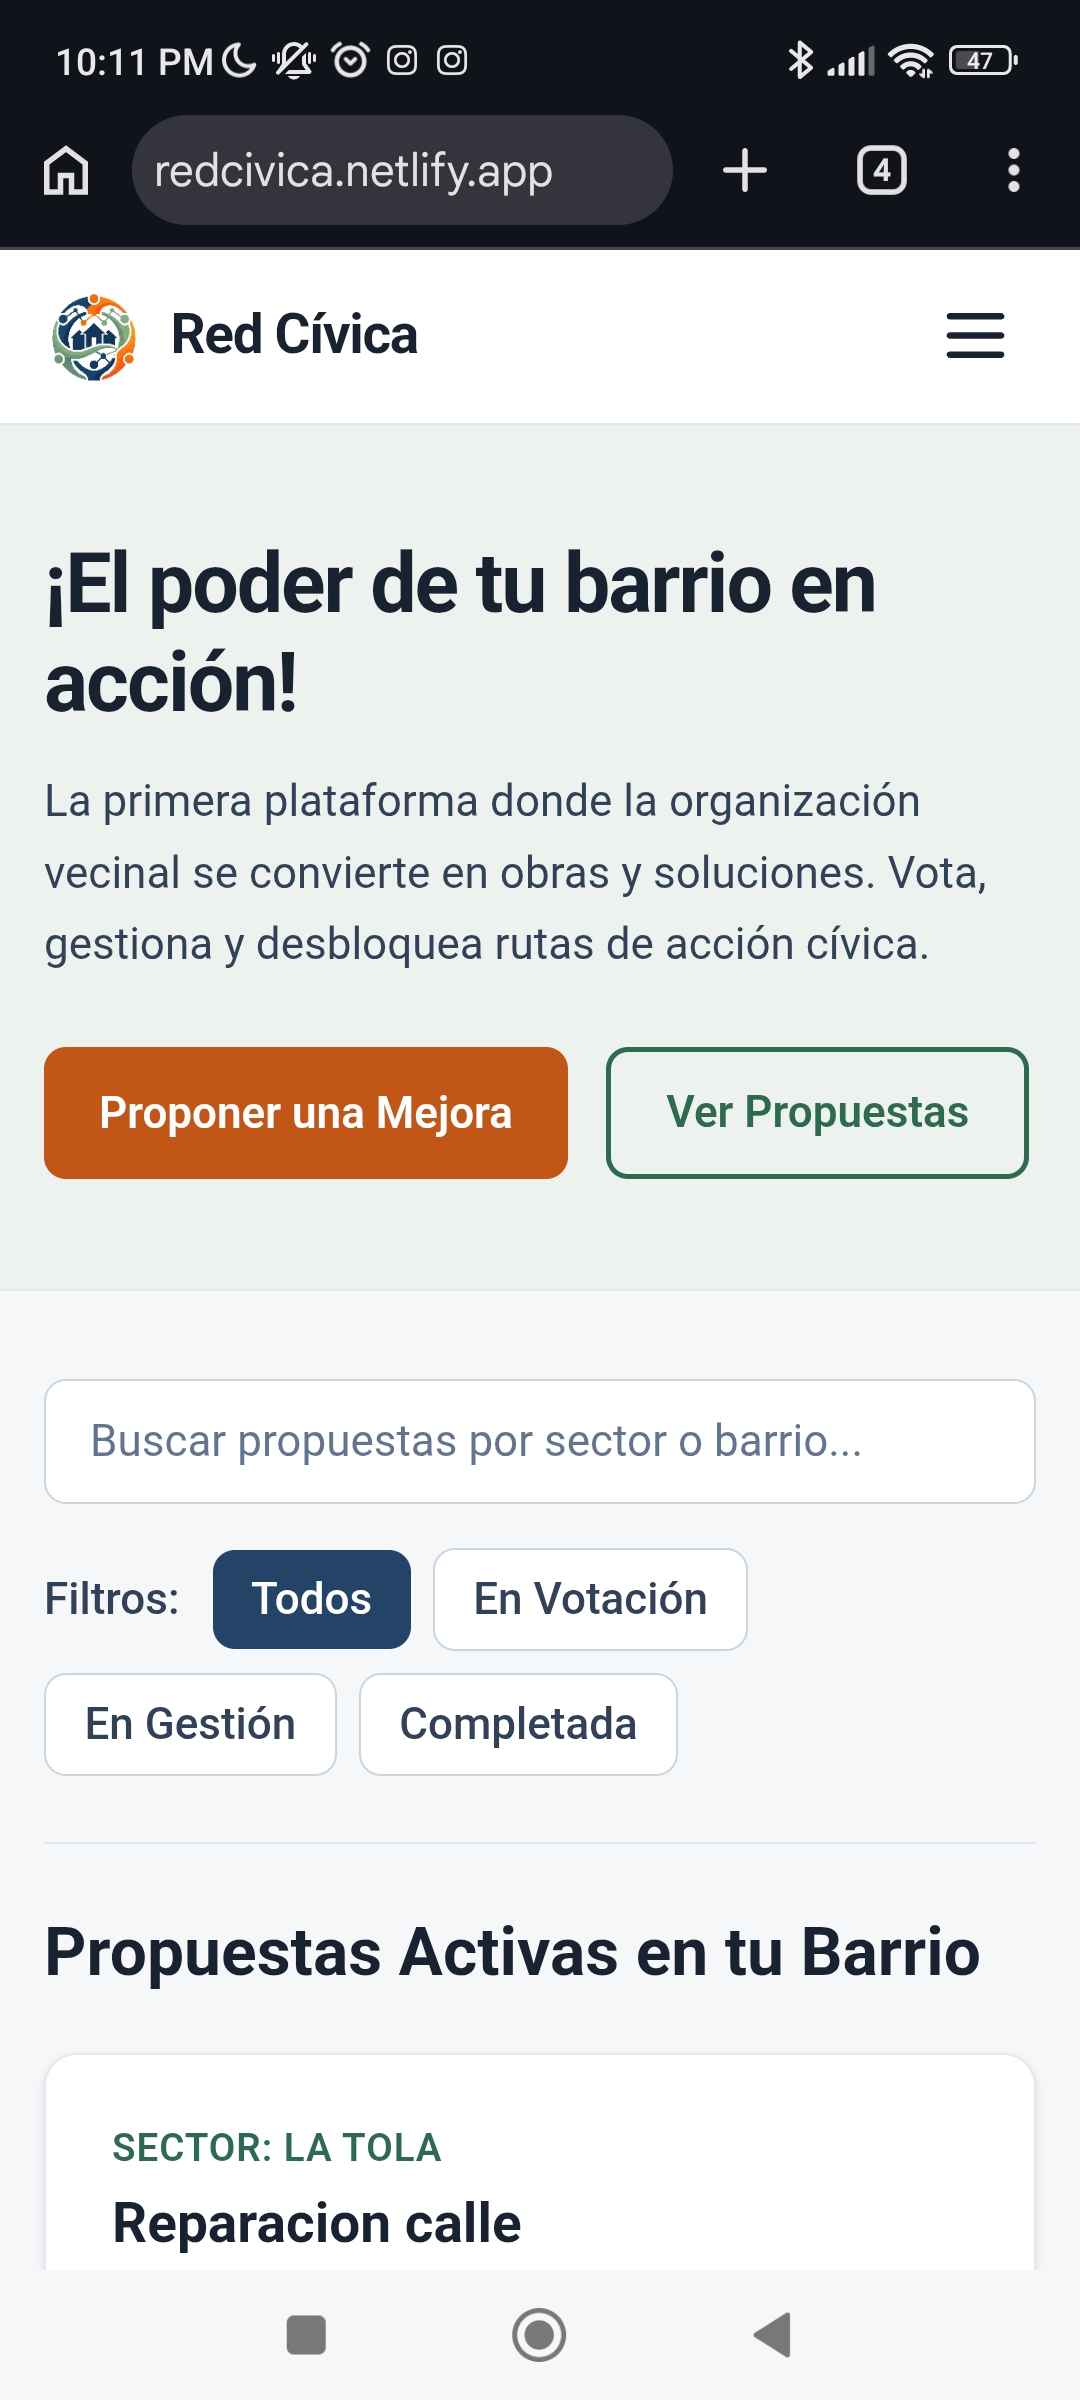 10:11 PM
47
redcivica.netlify.app
4
Red Cívica
¡El poder de tu barrio en
acción!
La primera plataforma donde la organización
vecinal se convierte en obras y soluciones. Vota,
gestiona y desbloquea rutas de acción cívica.
Proponer una Mejora
Ver Propuestas
Buscar propuestas por sector o barrio...
Filtros:
Todos
En Votación
En Gestión
Completada
Propuestas Activas en tu Barrio
SECTOR: LA TOLA
Reparacion calle